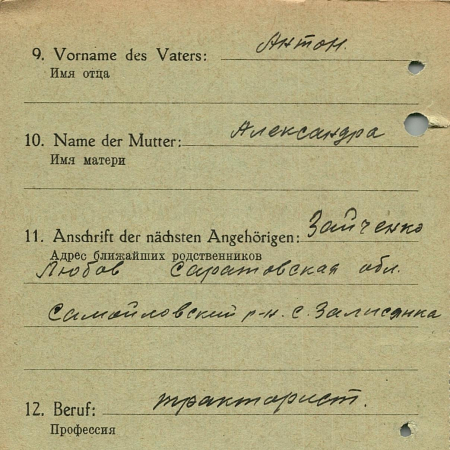 9. Vorname des Vaters: Антон.
Имя отца
10. Name der Mutter: Александра
Имя матери
11. Anschrift der nächsten Angehörigen: Зайченко
Адрес ближайших родственников
Любов Саратовская обл.
Самойловский р-н. с. Залисянка
12. Beruf: тракторист.
Профессия